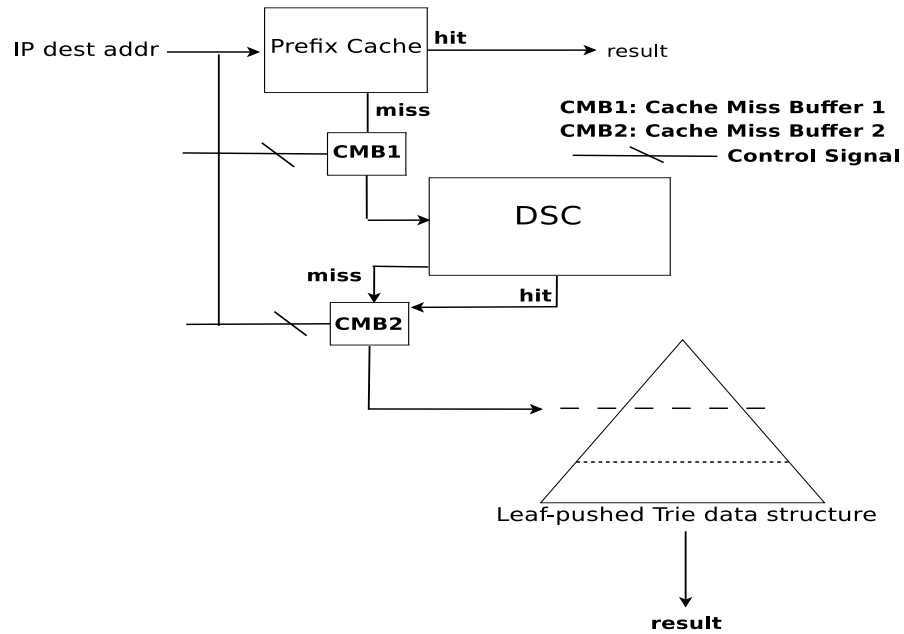 IP dest addr
Prefix Cache
hit
result
miss
CMB1: Cache Miss Buffer 1
CMB2: Cache Miss Buffer 2
Control Signal
CMB1
DSC
miss
hit
CMB2
Leaf-pushed Trie data structure
result